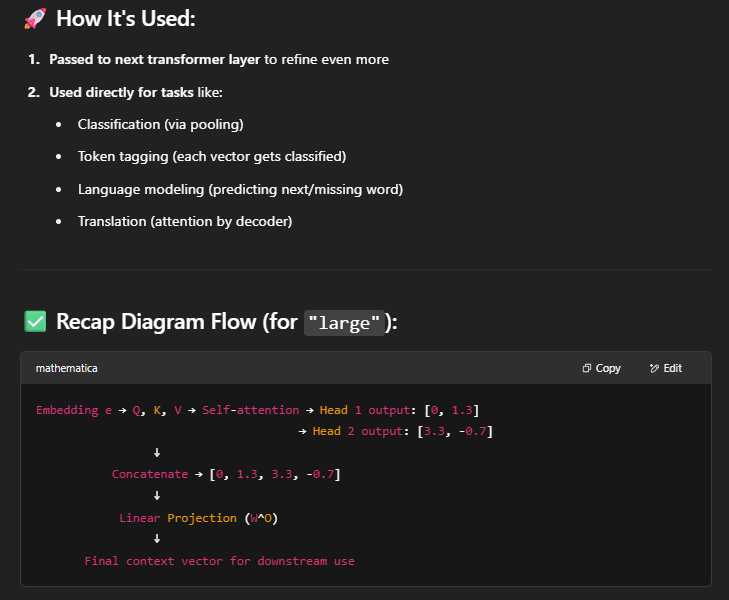 🚀 How It's Used:
1. Passed to next transformer layer to refine even more
2. Used directly for tasks like:
• Classification (via pooling)
• Token tagging (each vector gets classified)
• Language modeling (predicting next/missing word)
• Translation (attention by decoder)
✅ Recap Diagram Flow (for "large"):
mathematica Copy Edit
Embedding e → Q, K, V → Self-attention → Head 1 output: [0, 1.3]
→ Head 2 output: [3.3, -0.7]
↓
Concatenate → [0, 1.3, 3.3, -0.7]
↓
Linear Projection (W^O)
↓
Final context vector for downstream use